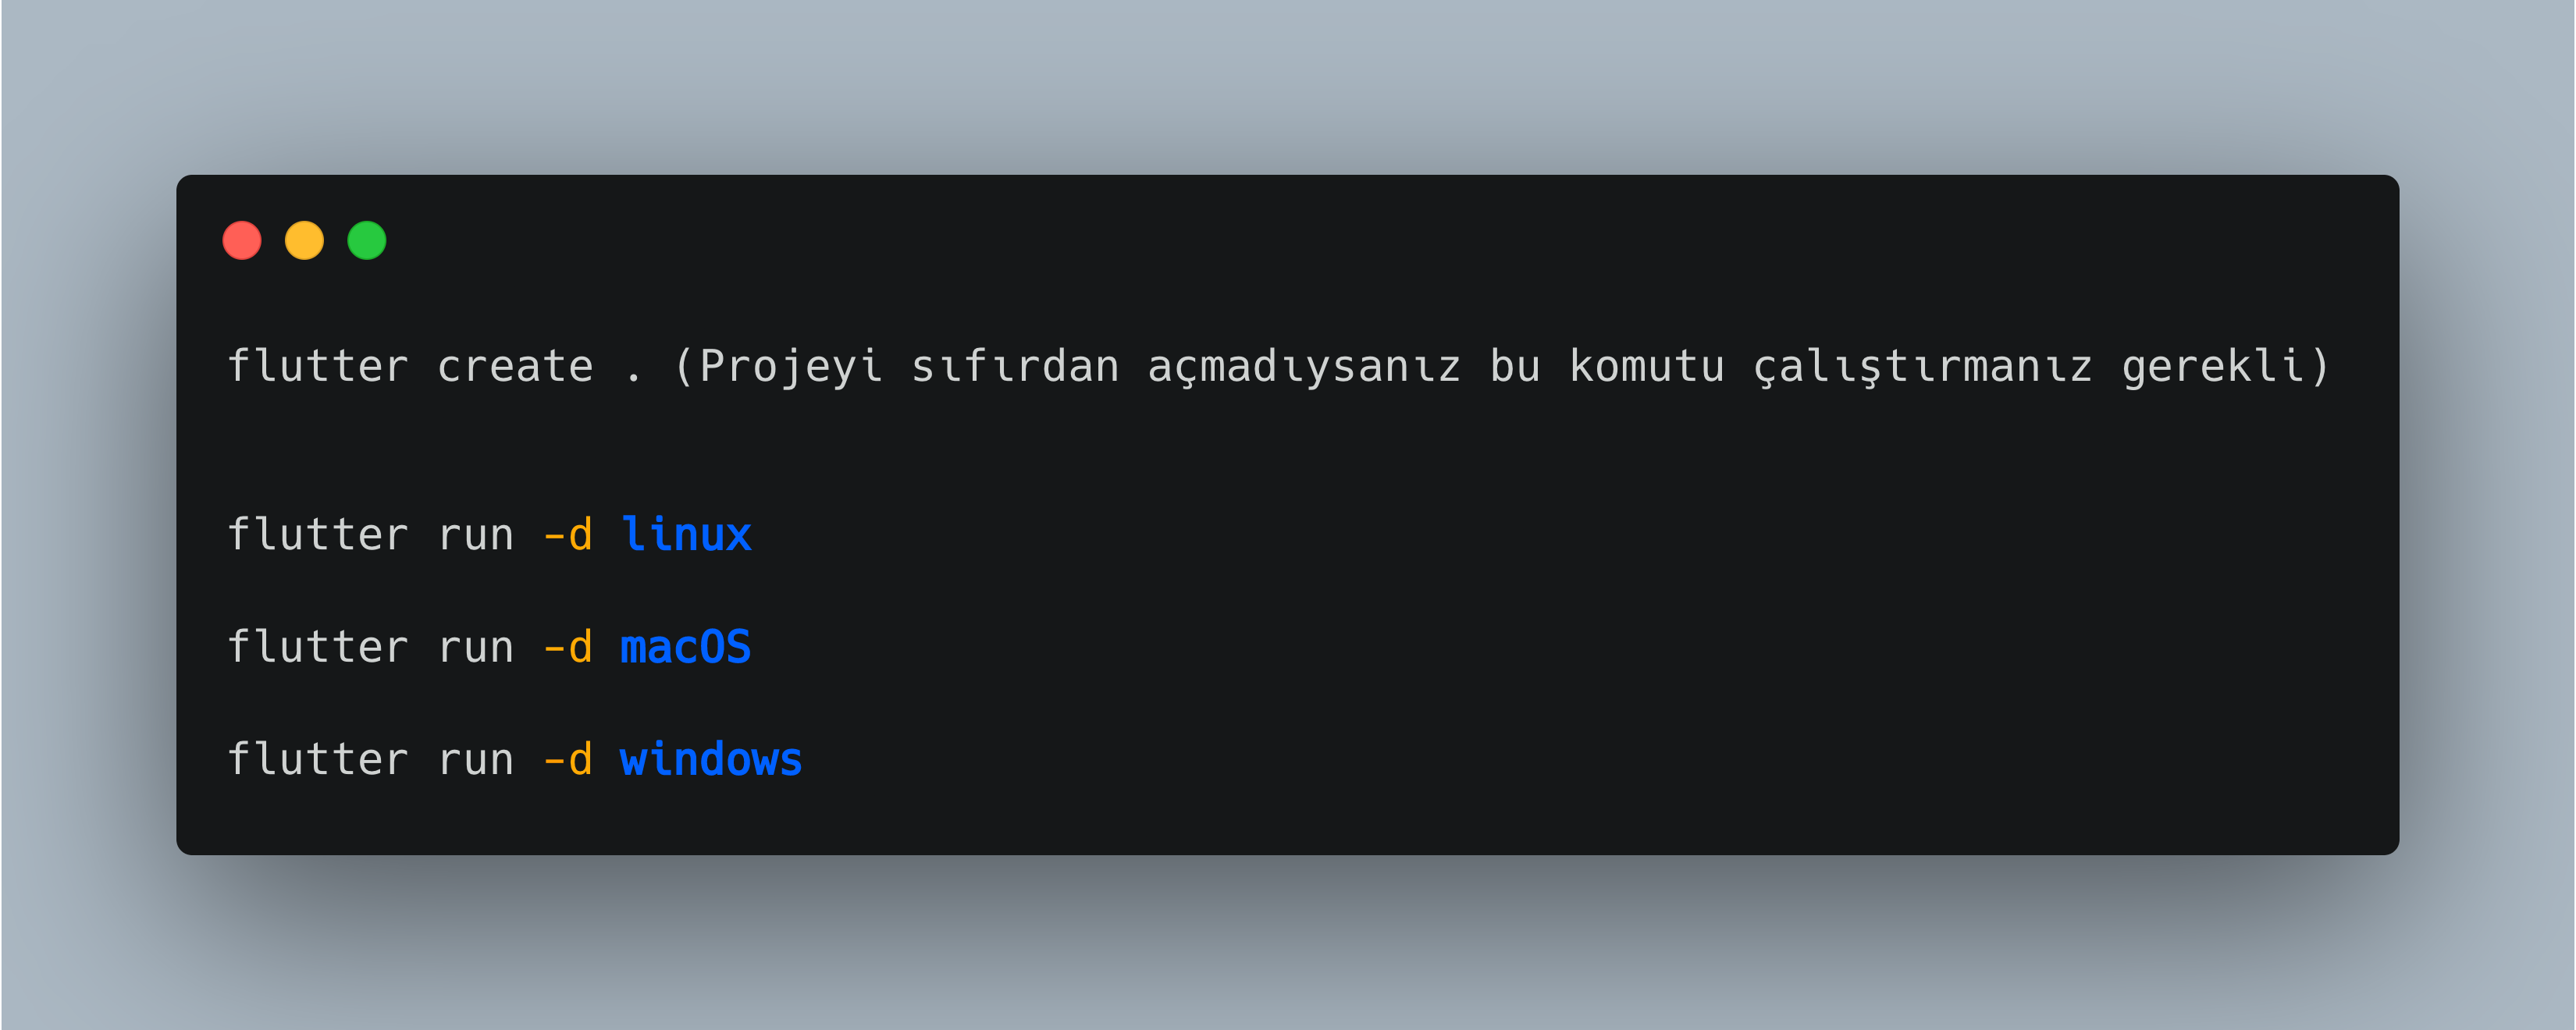 flutter create . (Projeyi sıfırdan açmadıysanız bu komutu çalıştırmanız gerekli)
flutter run -d linux
flutter run -d macOS
flutter run -d windows